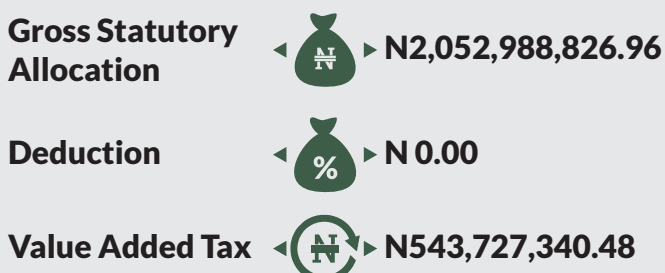 Gross Statutory
Allocation
₦
N2,052,988,826.96
Deduction
%
N 0.00
Value Added Tax
₦
N543,727,340.48